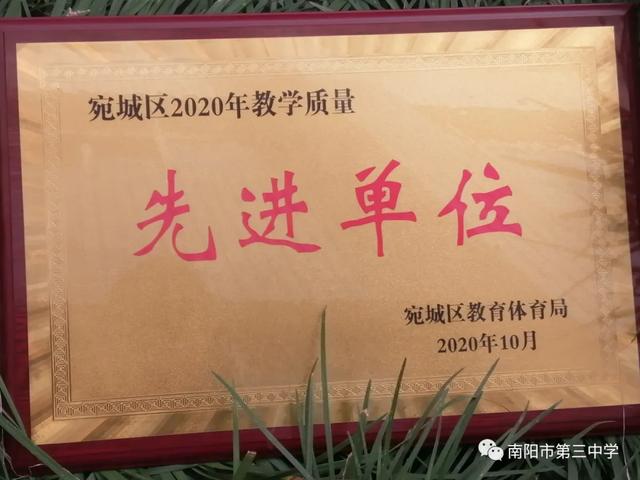 宛城区2020年教学质量
先进单位
宛城区教育体育局
2020年10月
南阳市第三中学